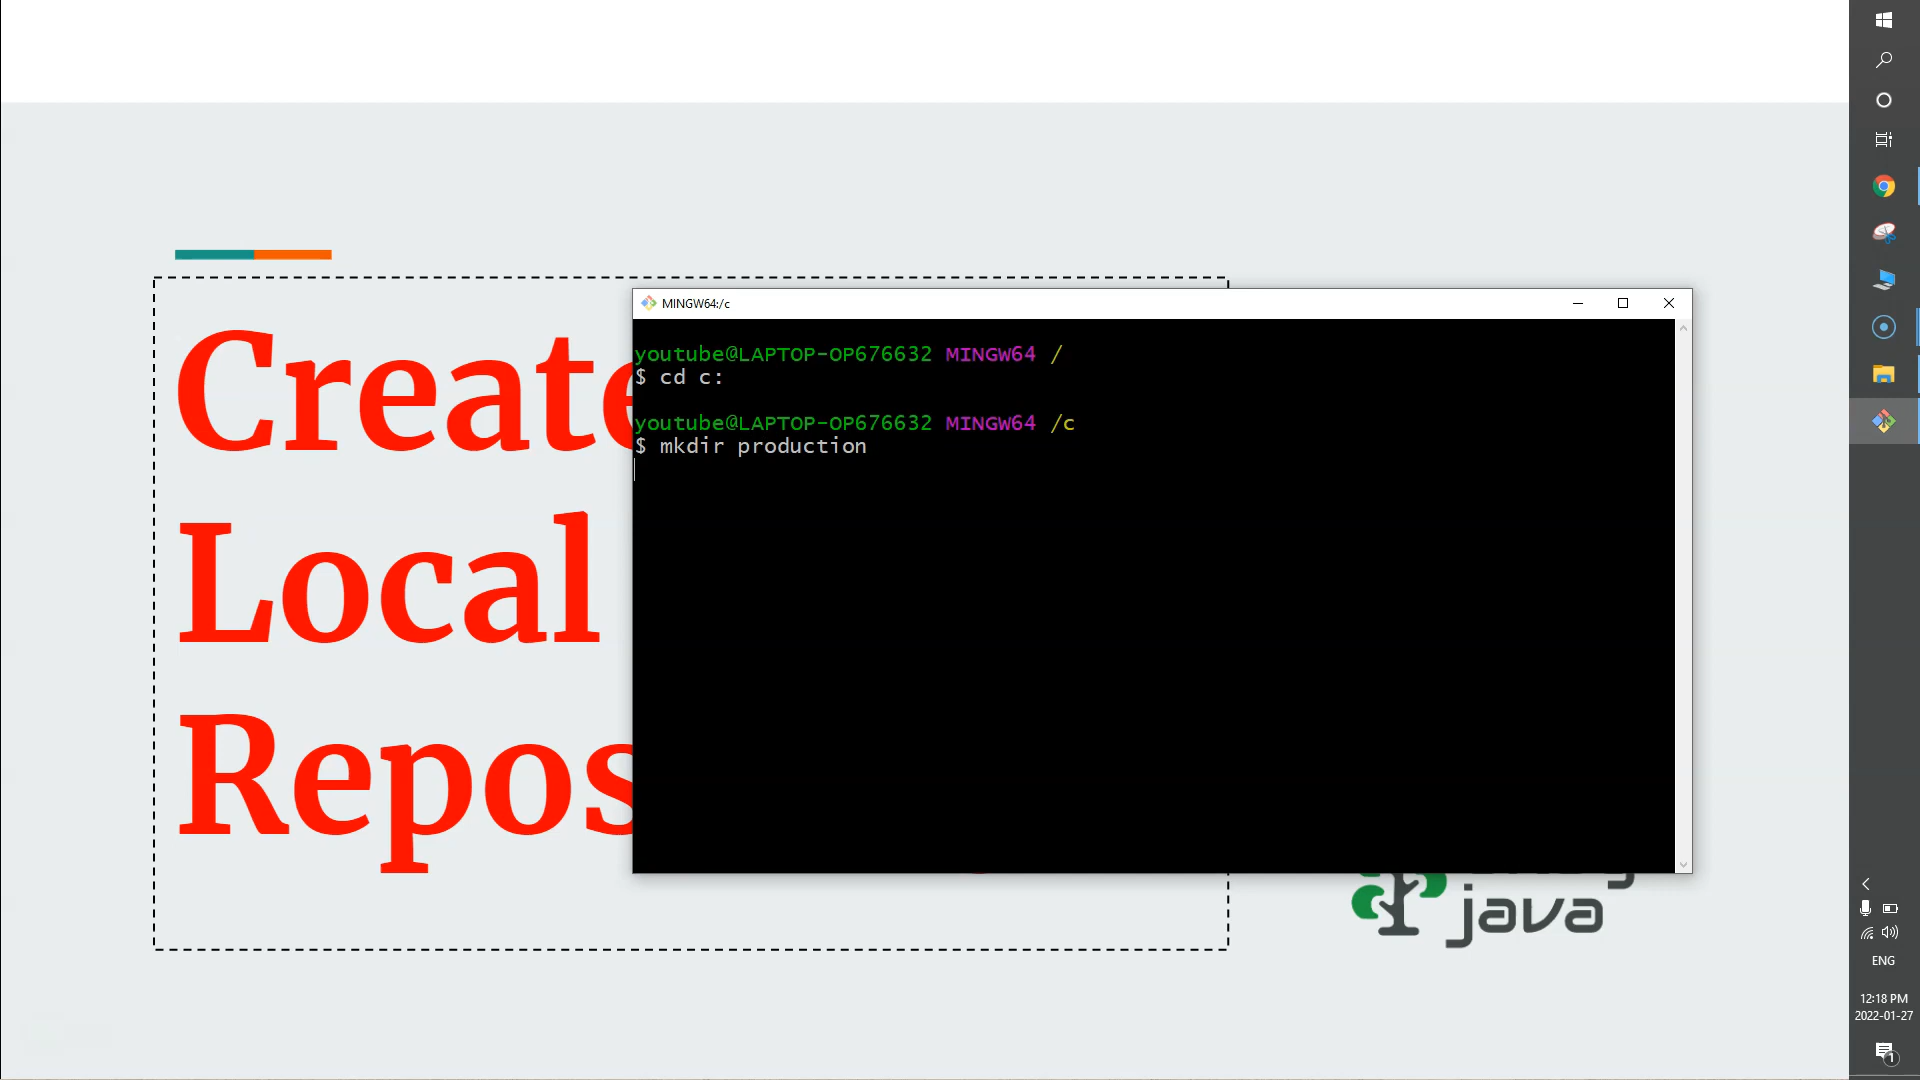 MINGW64:/c
youtube@LAPTOP-OP676632 MINGW64 /
$ cd c:
youtube@LAPTOP-OP676632 MINGW64 /c
$ mkdir production
Create
Local
Repos
java
ENG
12:18 PM
2022-01-27
1